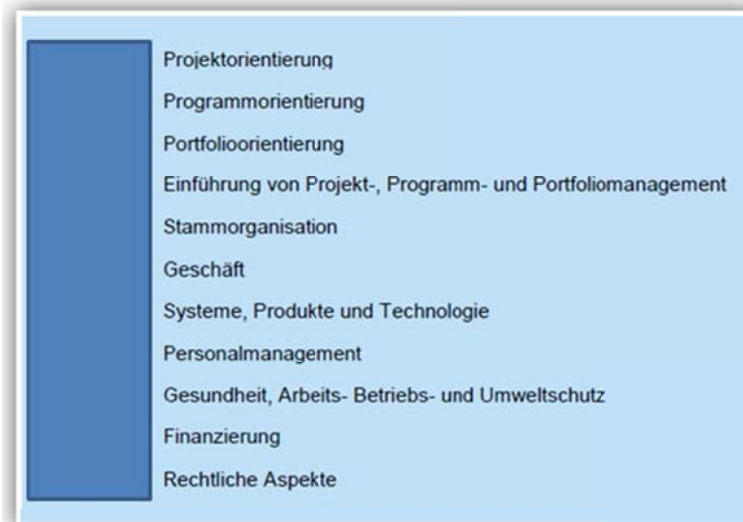 Projektorientierung
Programmorientierung
Portfolioorientierung
Einführung von Projekt-, Programm- und Portfoliomanagement
Stammorganisation
Geschäft
Systeme, Produkte und Technologie
Personalmanagement
Gesundheit, Arbeits- Betriebs- und Umweltschutz
Finanzierung
Rechtliche Aspekte